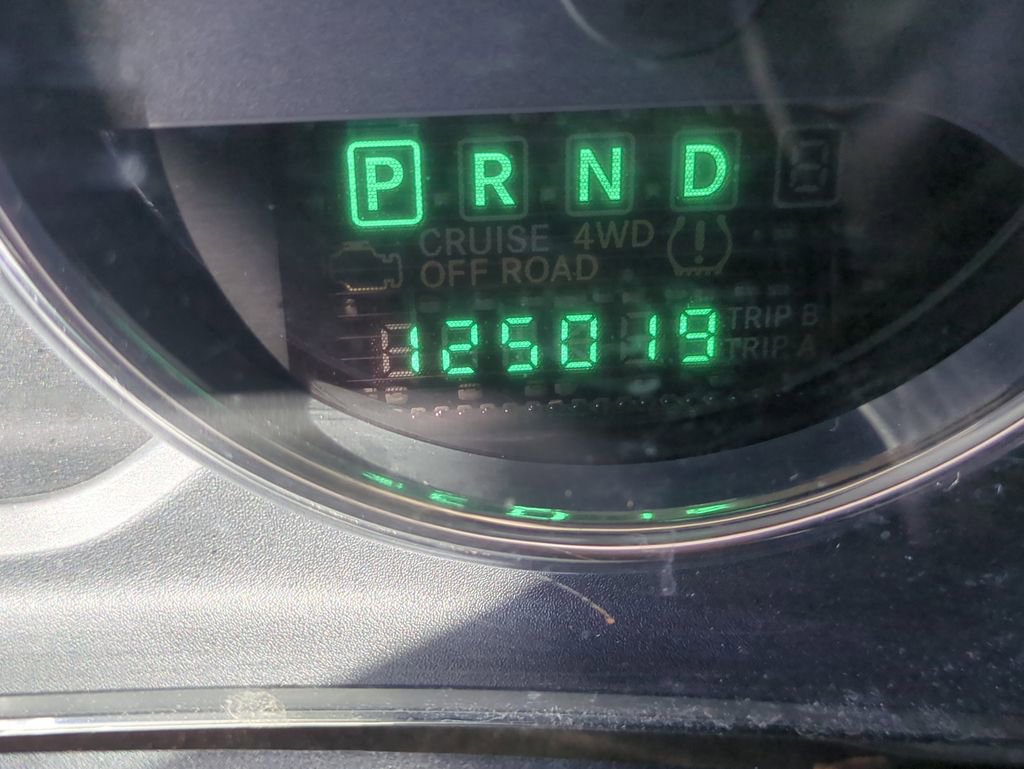 P R N D
CRUISE 4WD
OFF ROAD
TRIP B
125019
TRIP A